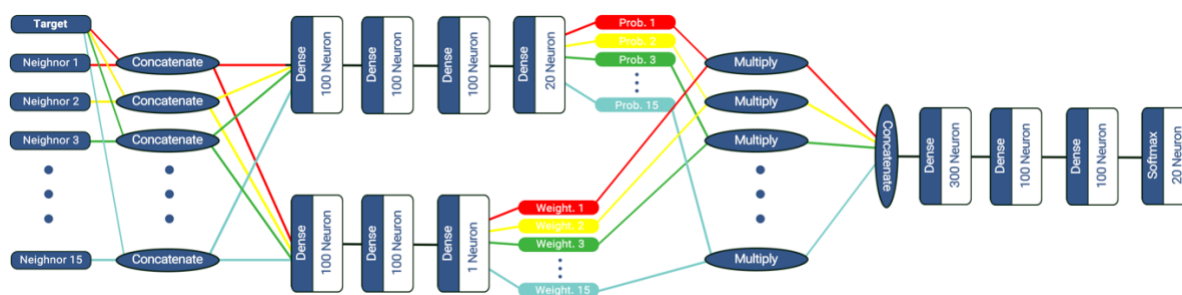 Target
Neighnor 1
Neighnor 2
Neighnor 3
Neighnor 15
Concatenate
Concatenate
Concatenate
Concatenate
Dense
100 Neuron
Dense
100 Neuron
Dense
100 Neuron
Dense
20 Neuron
Prob. 1
Prob. 2
Prob. 3
Prob. 15
Dense
100 Neuron
Dense
100 Neuron
Dense
1 Neuron
Weight. 1
Weight. 2
Weight. 3
Weight. 15
Multiply
Multiply
Multiply
Multiply
Concatenate
Dense
300 Neuron
Dense
100 Neuron
Dense
100 Neuron
Softmax
20 Neuron